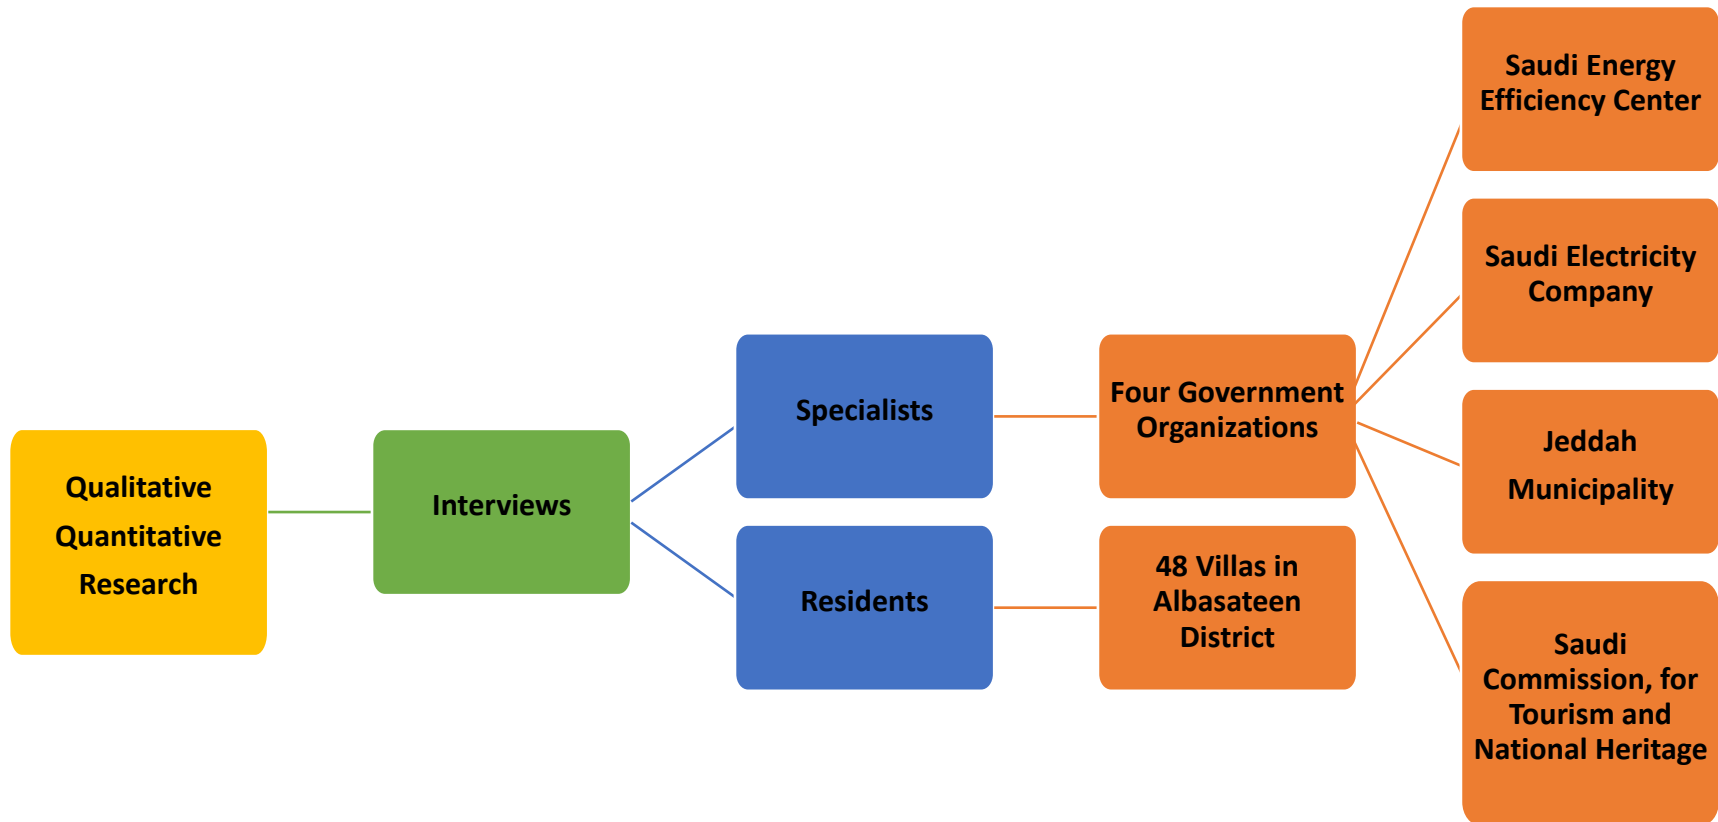 Qualitative
Quantitative
Research
Interviews
Specialists
Residents
Four Government
Organizations
48 Villas in
Albasateen
District
Saudi Energy
Efficiency Center
Saudi Electricity
Company
Jeddah
Municipality
Saudi
Commission, for
Tourism and
National Heritage